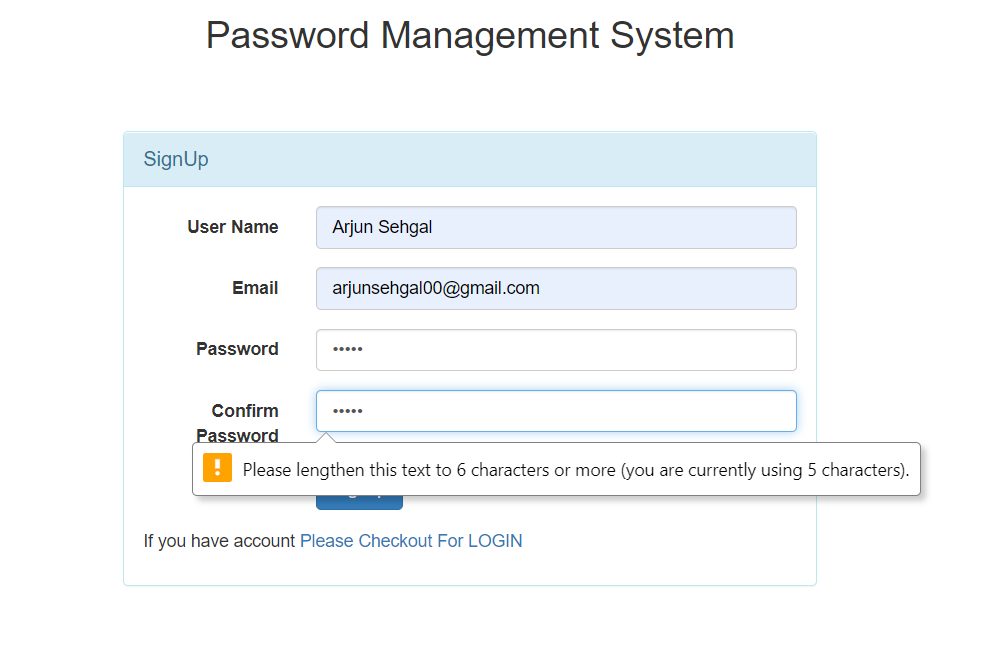 Password Management System
SignUp
User Name Arjun Sehgal
Email arjunsehgal00@gmail.com
Password •••••
Confirm Password •••••
Please lengthen this text to 6 characters or more (you are currently using 5 characters).
If you have account Please Checkout For LOGIN